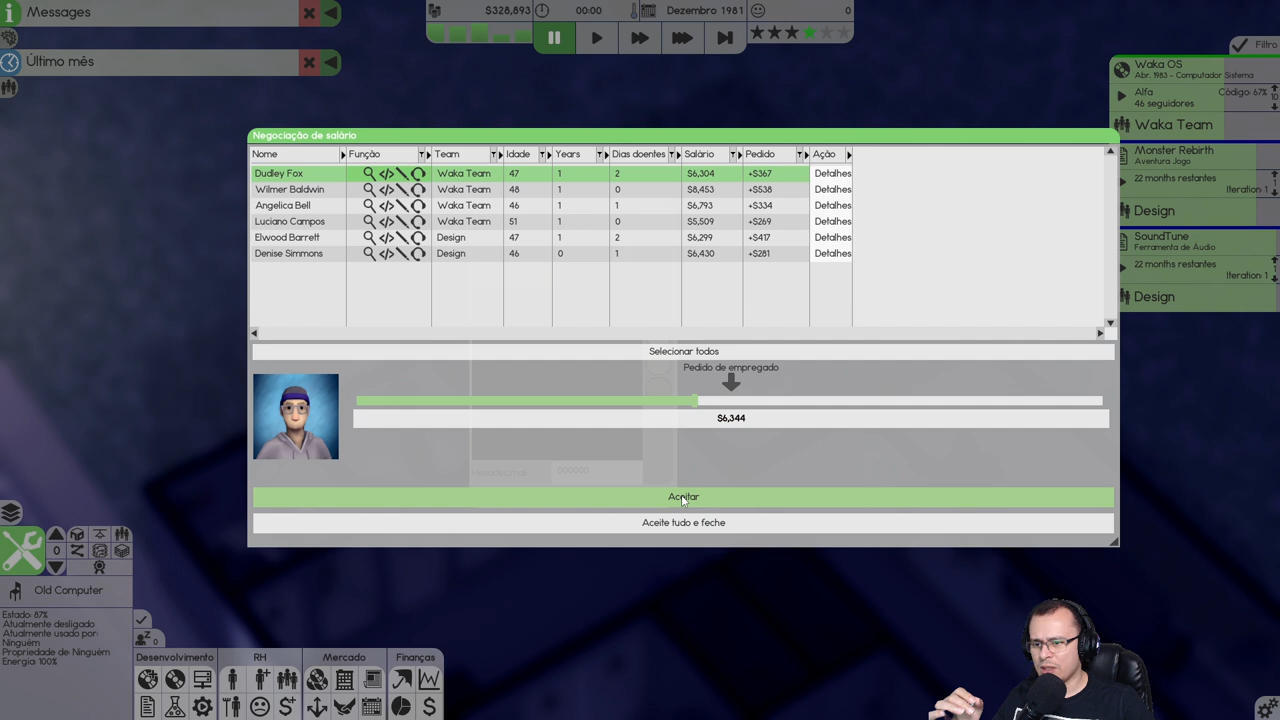 Messages
Último mês
$328,893
00:00
Dezembro 1981
0
Filtro
Waka OS
Abr. 1983 - Computador Sistema
Alfa
Código: 67%
46 seguidores
10
Waka Team
Monster Rebirth
Aventura Jogo
22 months restantes
Iteration: 1
Design
SoundTune
Ferramenta de Áudio
22 months restantes
Iteration: 1
Design
Negociação de salário
Nome Função Team Idade Years Dias doentes Salário Pedido Ação
Dudley Fox Waka Team 47 1 2 $6,304 +$367 Detalhes
Wilmer Baldwin Waka Team 48 1 0 $8,453 +$538 Detalhes
Angelica Bell Waka Team 46 1 1 $6,793 +$334 Detalhes
Luciano Campos Waka Team 51 1 0 $5,509 +$269 Detalhes
Elwood Barrett Design 47 1 2 $6,299 +$417 Detalhes
Denise Simmons Design 46 0 1 $6,430 +$281 Detalhes
Selecionar todos
Pedido de empregado
$6,344
Hexadecimal 000000
Aceitar
Aceite tudo e feche
0
Old Computer
Estado: 87%
Atualmente desligado
Atualmente usado por:
Ninguém
Propriedade de: Ninguém
Energia: 100%
0
Desenvolvimento RH Mercado Finanças